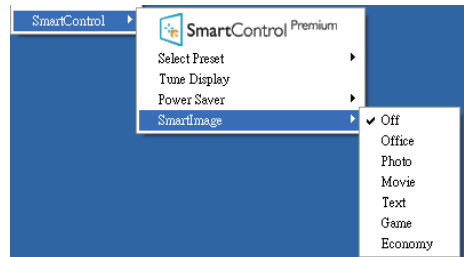 SmartControl
SmartControl Premium
Select Preset
Tune Display
Power Saver
SmartImage
Off
Office
Photo
Movie
Text
Game
Economy